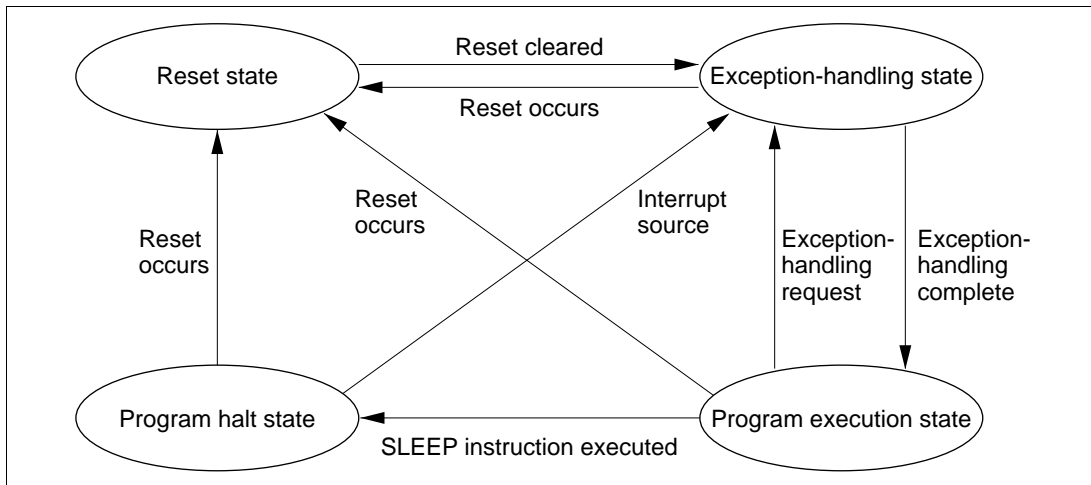 Reset state
Reset cleared
Exception-handling state
Reset occurs
Reset
occurs
Reset
occurs
Interrupt
source
Exception-
handling
request
Exception-
handling
complete
Program halt state
SLEEP instruction executed
Program execution state